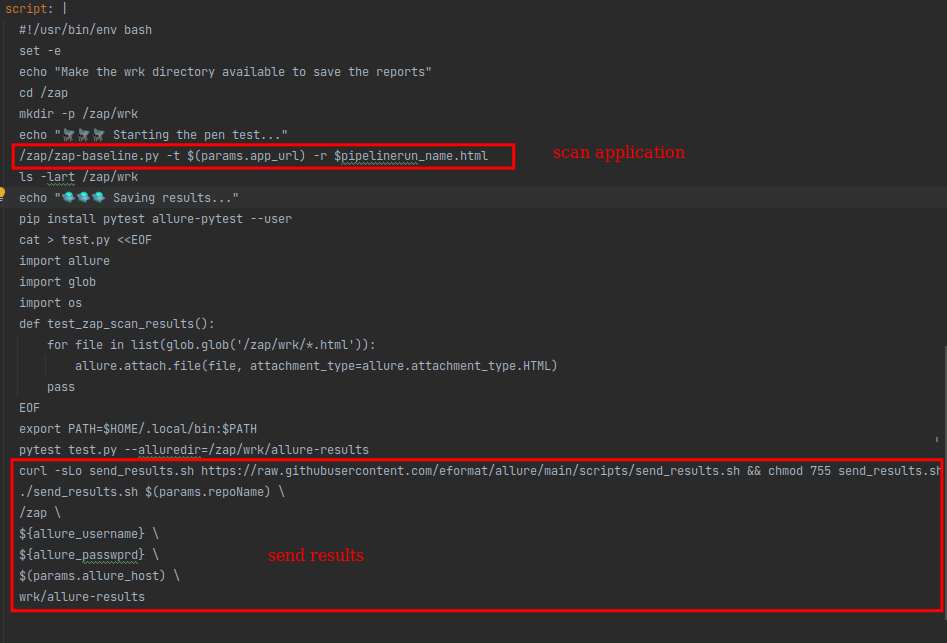 script: |
#!/usr/bin/env bash
set -e
echo "Make the wrk directory available to save the reports"
cd /zap
mkdir -p /zap/wrk
echo "🪰🪰🪰 Starting the pen test..."
/zap/zap-baseline.py -t $(params.app_url) -r $pipelinerun_name.html
scan application
ls -lart /zap/wrk
echo "🪣🪣🪣 Saving results..."
pip install pytest allure-pytest --user
cat > test.py <<EOF
import allure
import glob
import os
def test_zap_scan_results():
for file in list(glob.glob('/zap/wrk/*.html')):
allure.attach.file(file, attachment_type=allure.attachment_type.HTML)
pass
EOF
export PATH=$HOME/.local/bin:$PATH
pytest test.py --alluredir=/zap/wrk/allure-results
curl -sLo send_results.sh https://raw.githubusercontent.com/eformat/allure/main/scripts/send_results.sh && chmod 755 send_results.sh
./send_results.sh $(params.repoName) \
/zap \
${allure_username} \
${allure_passwprd} \
send results
$(params.allure_host) \
wrk/allure-results